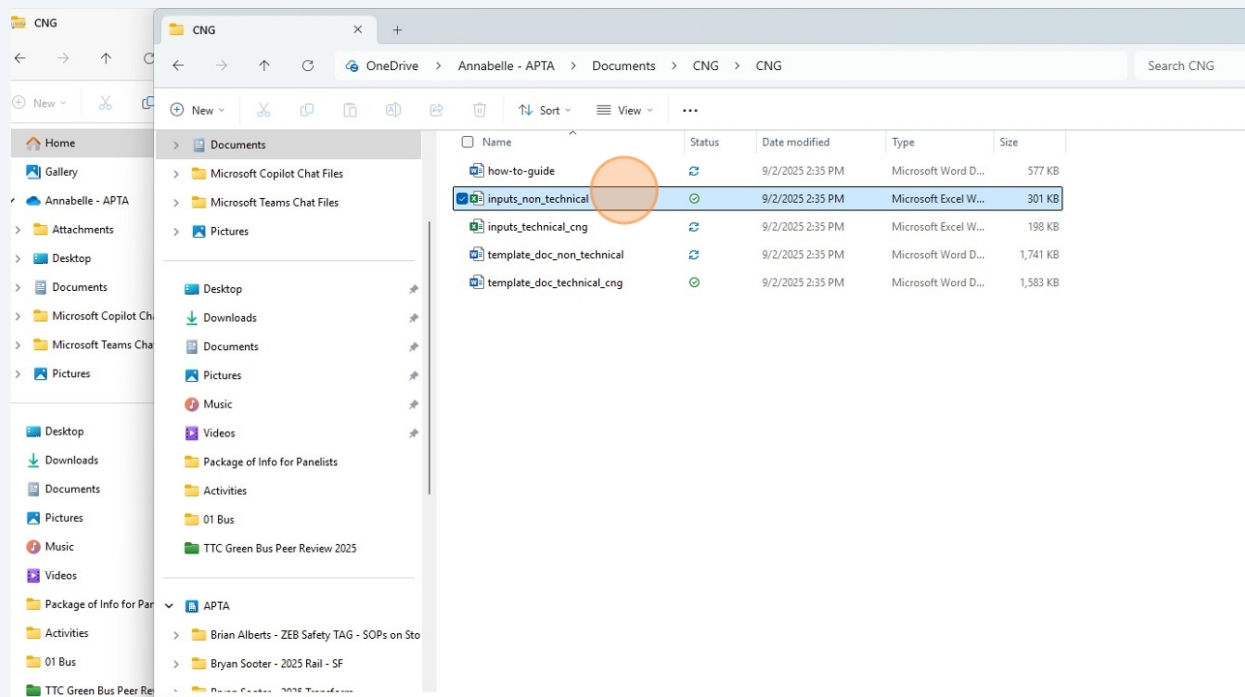 CNG
CNG
OneDrive > Annabelle - APTA > Documents > CNG > CNG
Search CNG
New
New
Sort
View
Home
Gallery
Annabelle - APTA
Attachments
Desktop
Documents
Microsoft Copilot Cha
Microsoft Teams Cha
Pictures
Desktop
Downloads
Documents
Pictures
Music
Videos
Package of Info for Par
Activities
01 Bus
TTC Green Bus Peer Re
Documents
Microsoft Copilot Chat Files
Microsoft Teams Chat Files
Pictures
Desktop
Downloads
Documents
Pictures
Music
Videos
Package of Info for Panelists
Activities
01 Bus
TTC Green Bus Peer Review 2025
APTA
Brian Alberts - ZEB Safety TAG - SOPs on Sto
Bryan Sooter - 2025 Rail - SF
Bryan Sooter - 2025 Transform
Name Status Date modified Type Size
how-to-guide 9/2/2025 2:35 PM Microsoft Word D... 577 KB
inputs_non_technical 9/2/2025 2:35 PM Microsoft Excel W... 301 KB
inputs_technical_cng 9/2/2025 2:35 PM Microsoft Excel W... 198 KB
template_doc_non_technical 9/2/2025 2:35 PM Microsoft Word D... 1,741 KB
template_doc_technical_cng 9/2/2025 2:35 PM Microsoft Word D... 1,583 KB